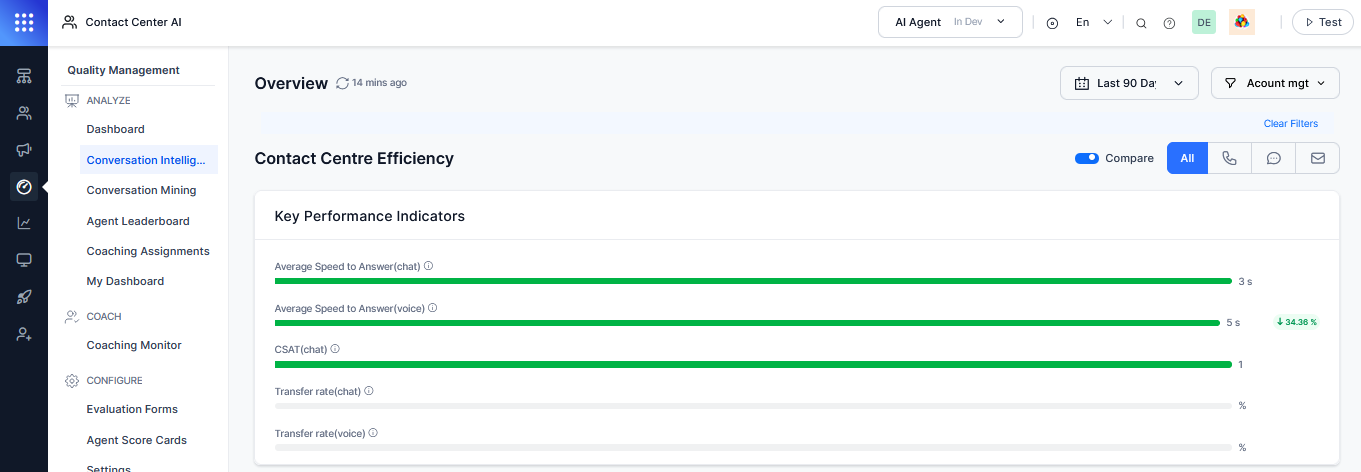 Contact Center AI
AI Agent In Dev
En
DE
Test
Quality Management
ANALYZE
Dashboard
Conversation Intellig...
Conversation Mining
Agent Leaderboard
Coaching Assignments
My Dashboard
COACH
Coaching Monitor
CONFIGURE
Evaluation Forms
Agent Score Cards
Settings
Overview 14 mins ago
Last 90 Day
Acount mgt
Clear Filters
Contact Centre Efficiency
Compare
All
Key Performance Indicators
Average Speed to Answer(chat)
3 s
Average Speed to Answer(voice)
5 s
34.36 %
CSAT(chat)
1
Transfer rate(chat)
%
Transfer rate(voice)
%